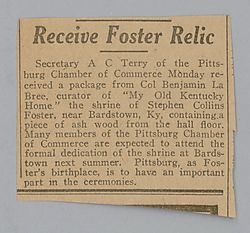 Receive Foster Relic
Secretary A C Terry of the Pitts-
burg Chamber of Commerce Monday re-
ceived a package from Col Benjamin La
Bree, curator of "My Old Kentucky
Home," the shrine of Stephen Collins
Foster, near Bardstown, Ky, containing a
piece of ash wood from the hall floor.
Many members of the Pittsburg Chamber
of Commerce are expected to attend the
formal dedication of the shrine at Bards-
town next summer. Pittsburg, as Fos-
ter's birthplace, is to have an important
part in the ceremonies.